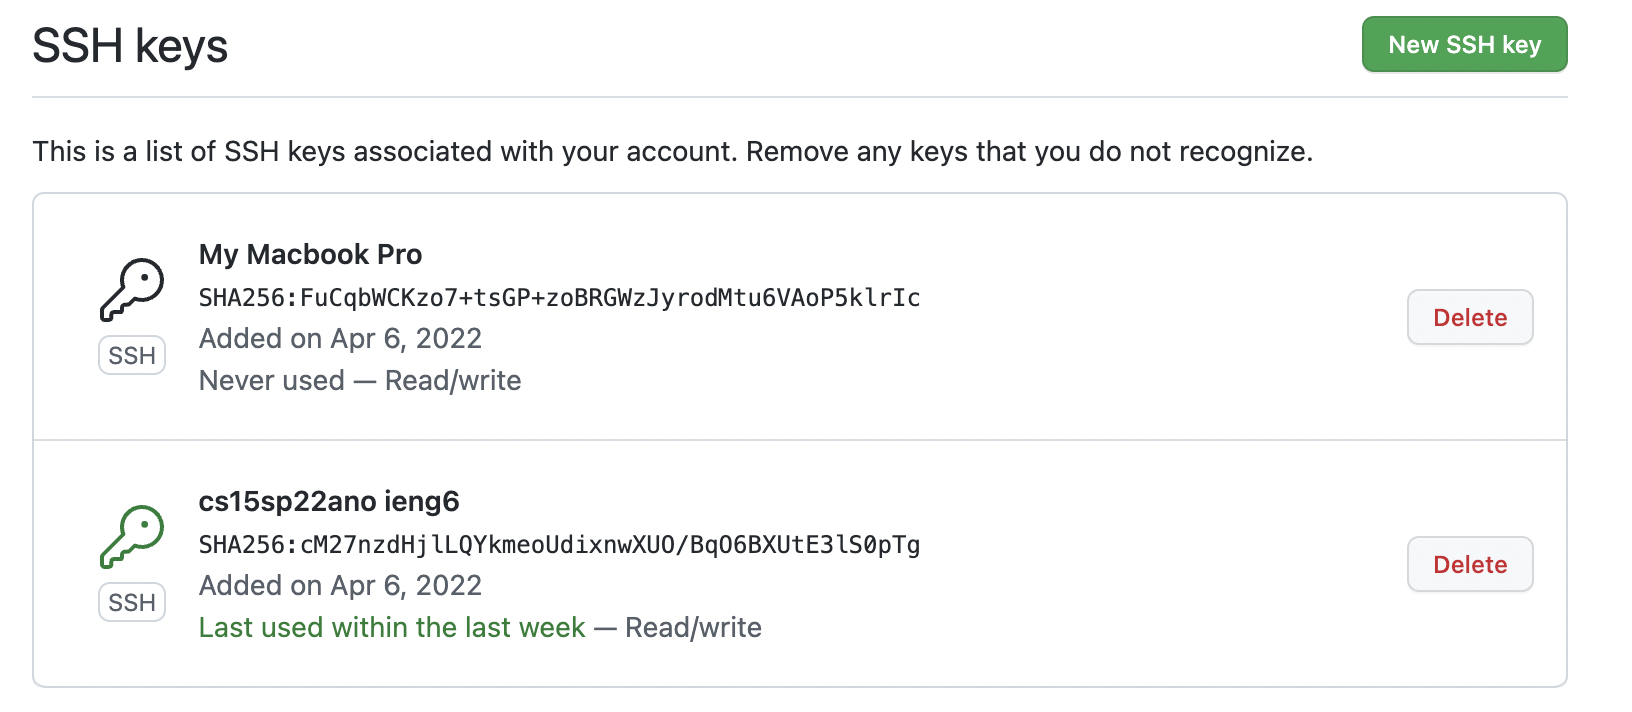 SSH keys
New SSH key
This is a list of SSH keys associated with your account. Remove any keys that you do not recognize.
My Macbook Pro
SHA256:FuCqbWCKzo7+tsGP+zoBRGWzJyrodMtu6VAoP5klrIc
Added on Apr 6, 2022
Never used — Read/write
SSH
Delete
cs15sp22ano ieng6
SHA256:cM27nzdHjlLQYkmeoUdixnwXUO/BqO6BXUtE3lS0pTg
Added on Apr 6, 2022
Last used within the last week — Read/write
SSH
Delete